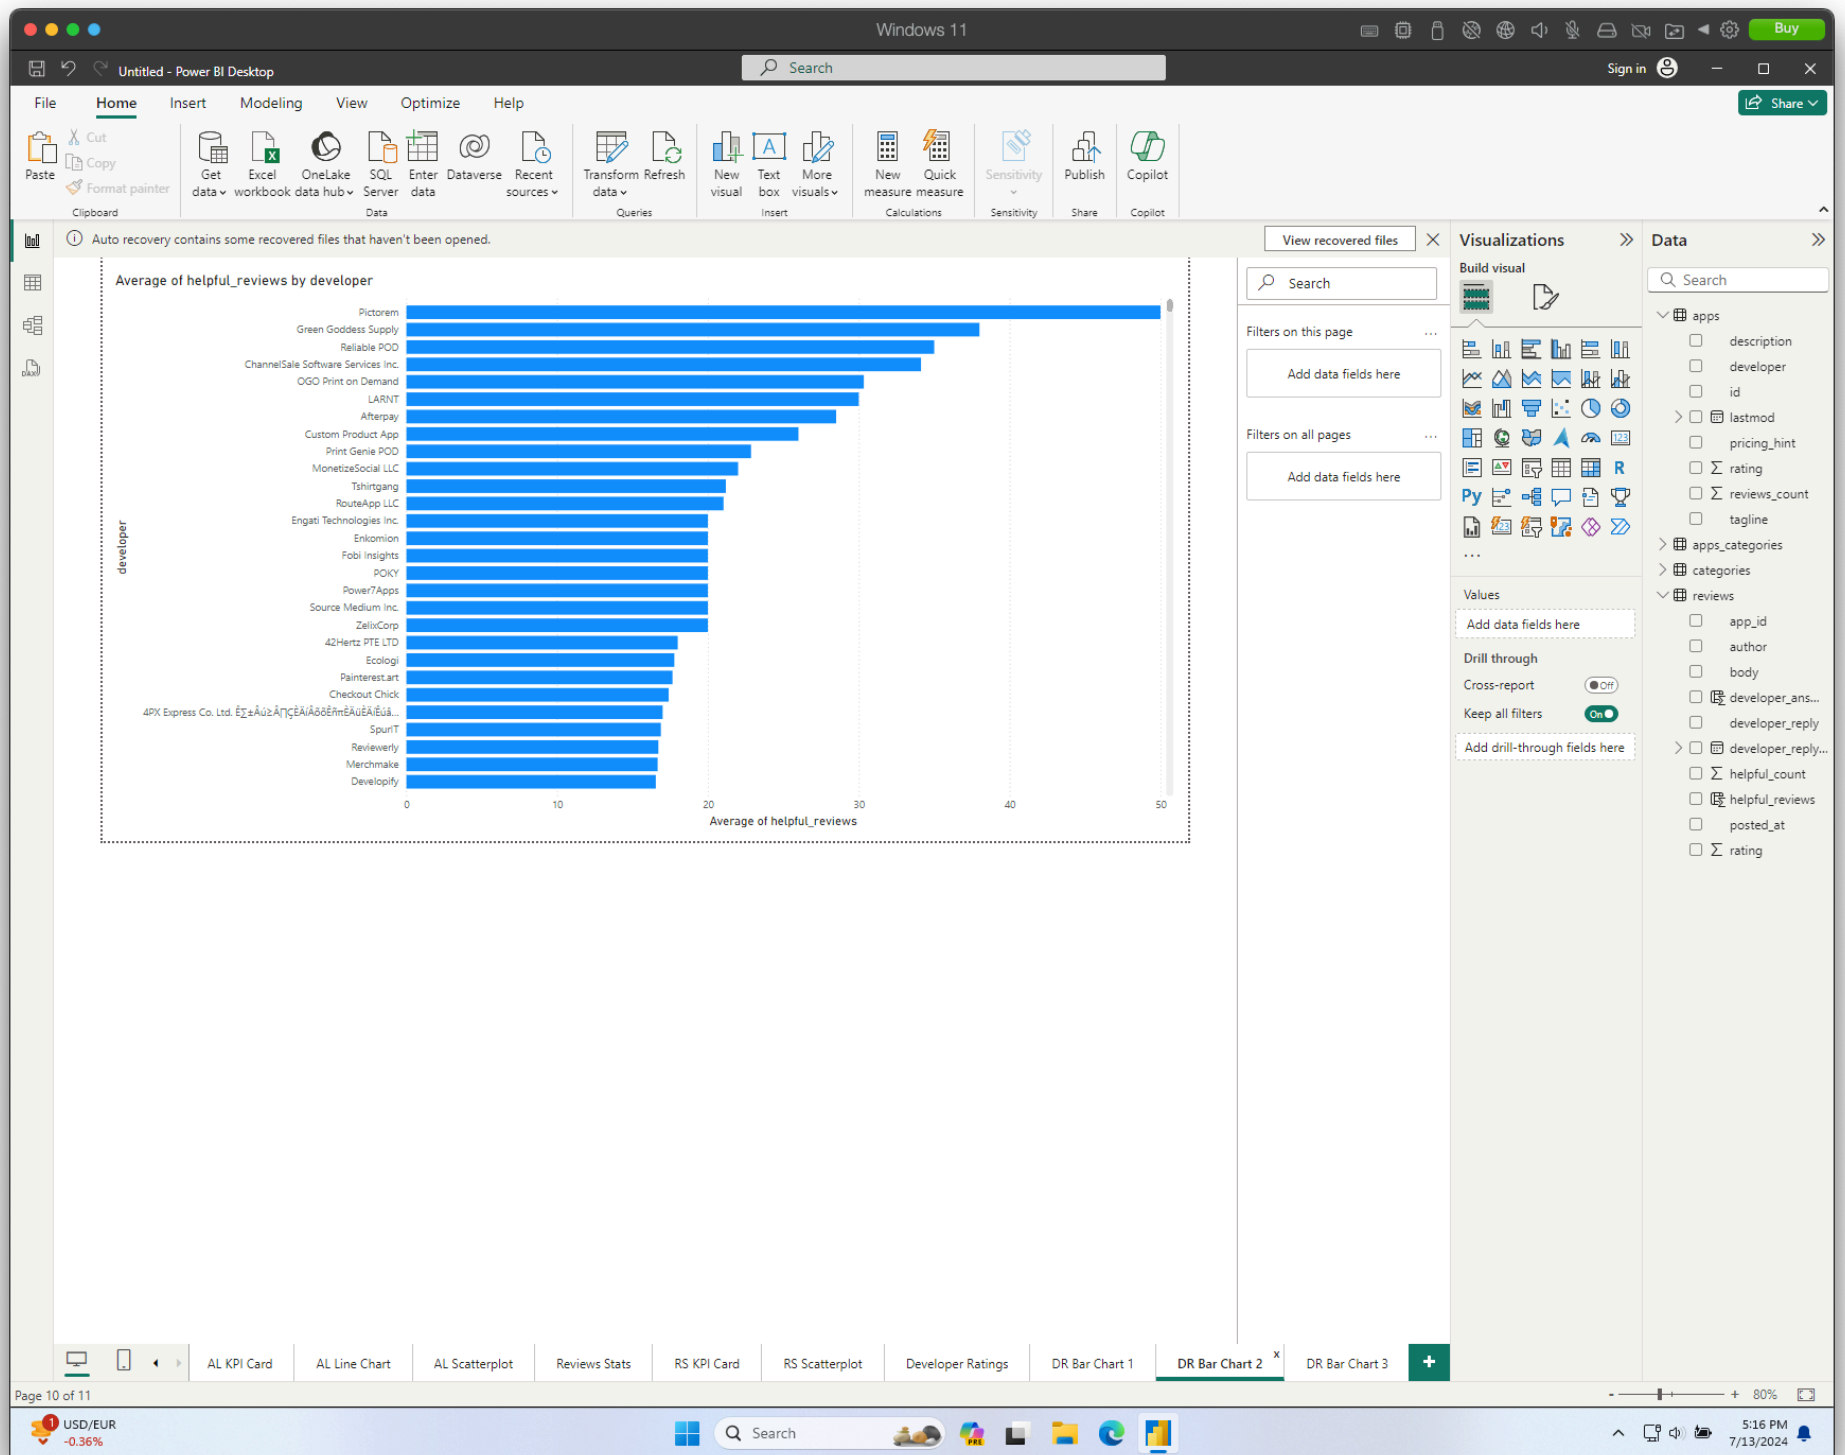 Windows 11
Buy
Untitled - Power BI Desktop
Search
Sign in
File Home Insert Modeling View Optimize Help
Share
Paste
Cut
Copy
Format painter
Clipboard
Get data
Excel workbook
OneLake data hub
SQL Server
Enter data
Dataverse
Recent sources
Data
Transform data
Refresh
Queries
New visual
Text box
More visuals
Insert
New measure
Quick measure
Calculations
Sensitivity
Sensitivity
Publish
Share
Copilot
Copilot
Auto recovery contains some recovered files that haven't been opened.
View recovered files
Average of helpful_reviews by developer
developer
Pictorem
Green Goddess Supply
Reliable POD
ChannelSale Software Services Inc.
OGO Print on Demand
LARNT
Afterpay
Custom Product App
Print Genie POD
MonetizeSocial LLC
Tshirtgang
RouteApp LLC
Engati Technologies Inc.
Enkomion
Fobi Insights
POKY
Power7Apps
Source Medium Inc.
ZelixCorp
42Hertz PTE LTD
Ecologi
Painterest.art
Checkout Chick
4PX Express Co. Ltd.
SpurIT
Reviewerly
Merchmake
Developify
0 10 20 30 40 50
Average of helpful_reviews
Search
Filters on this page
...
Add data fields here
Filters on all pages
...
Add data fields here
Visualizations
Build visual
123
R
Py
...
Values
Add data fields here
Drill through
Cross-report
Off
Keep all filters
On
Add drill-through fields here
Data
Search
apps
description
developer
id
lastmod
pricing_hint
rating
reviews_count
tagline
apps_categories
categories
reviews
app_id
author
body
developer_ans...
developer_reply
developer_reply...
helpful_count
helpful_reviews
posted_at
rating
AL KPI Card
AL Line Chart
AL Scatterplot
Reviews Stats
RS KPI Card
RS Scatterplot
Developer Ratings
DR Bar Chart 1
DR Bar Chart 2
x
DR Bar Chart 3
+
Page 10 of 11
- + 80%
1
USD/EUR
-0.36%
Search
PRE
5:16 PM
7/13/2024